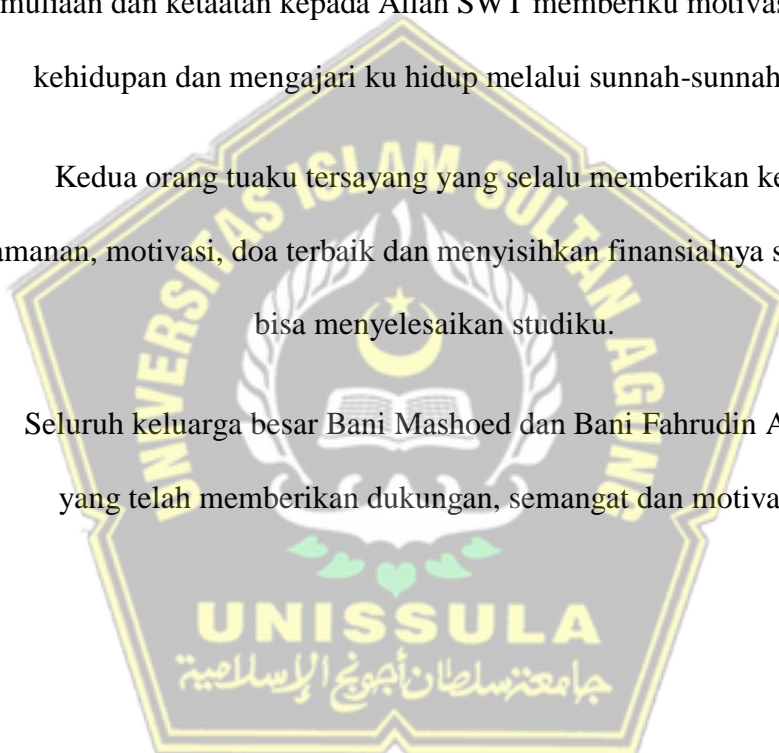 muliaan dan ketaatan kepada Allah SWT memberiku motivas
kehidupan dan mengajari ku hidup melalui sunnah-sunnah
Kedua orang tuaku tersayang yang selalu memberikan ke
amanan, motivasi, doa terbaik dan menyisihkan finansialnya s
bisa menyelesaikan studiku.
Seluruh keluarga besar Bani Mashoed dan Bani Fahrudin A
yang telah memberikan dukungan, semangat dan motiva
UNIVERSITAS ISLAM SULTAN AGUNG
UNISSULA
جامعة سلطان أجونج الإسلامية